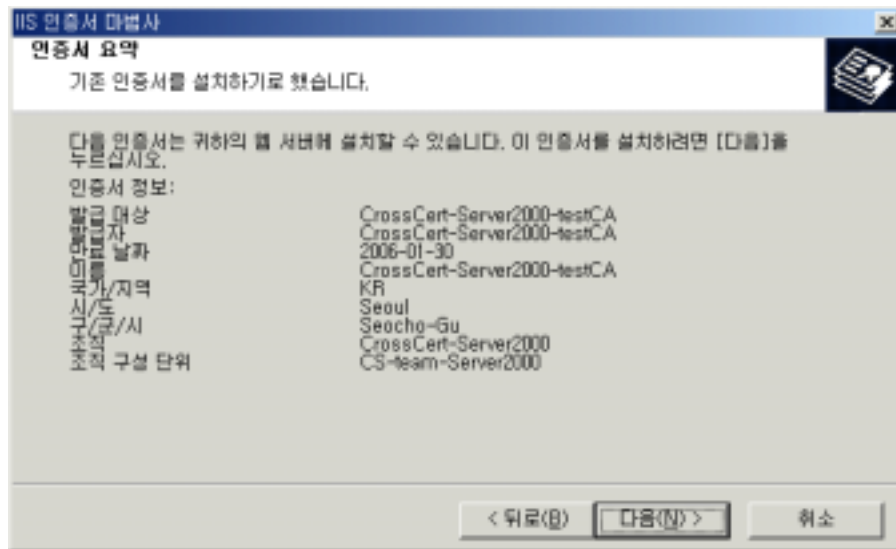 IIS 인증서 마법사
인증서 요약
기존 인증서를 설치하기로 했습니다.
다음 인증서는 귀하의 웹 서버에 설치할 수 있습니다. 이 인증서를 설치하려면 [다음]을
누르십시오.
인증서 정보:
발급 대상 CrossCert-Server2000-testCA
발급자 CrossCert-Server2000-testCA
만료 날짜 2006-01-30
이름 CrossCert-Server2000-testCA
국가/지역 KR
시/도 Seoul
구/군/시 Seocho-Gu
조직 CrossCert-Server2000
조직 구성 단위 CS-team-Server2000
< 뒤로(B) 다음(N) > 취소